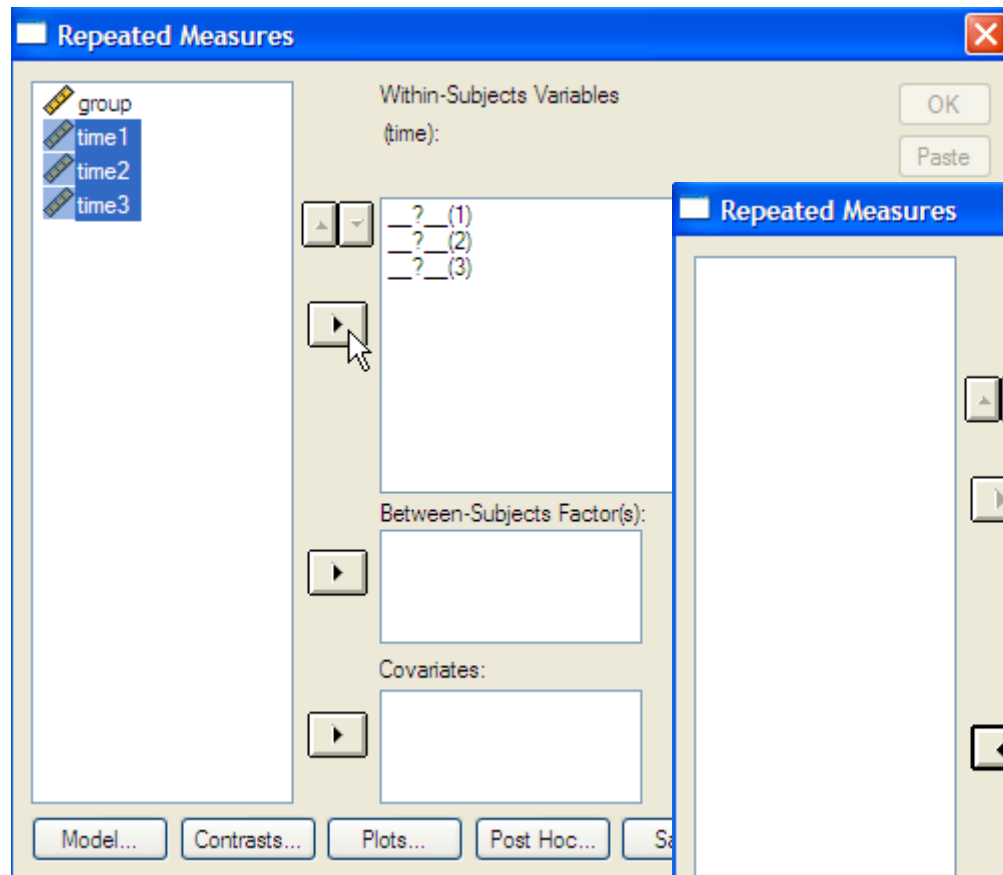 Repeated Measures
group
time1
time2
time3
Within-Subjects Variables
(time):
OK
Paste
__?__(1)
__?__(2)
__?__(3)
Between-Subjects Factor(s):
Covariates:
Model...
Contrasts...
Plots...
Post Hoc...
Repeated Measures